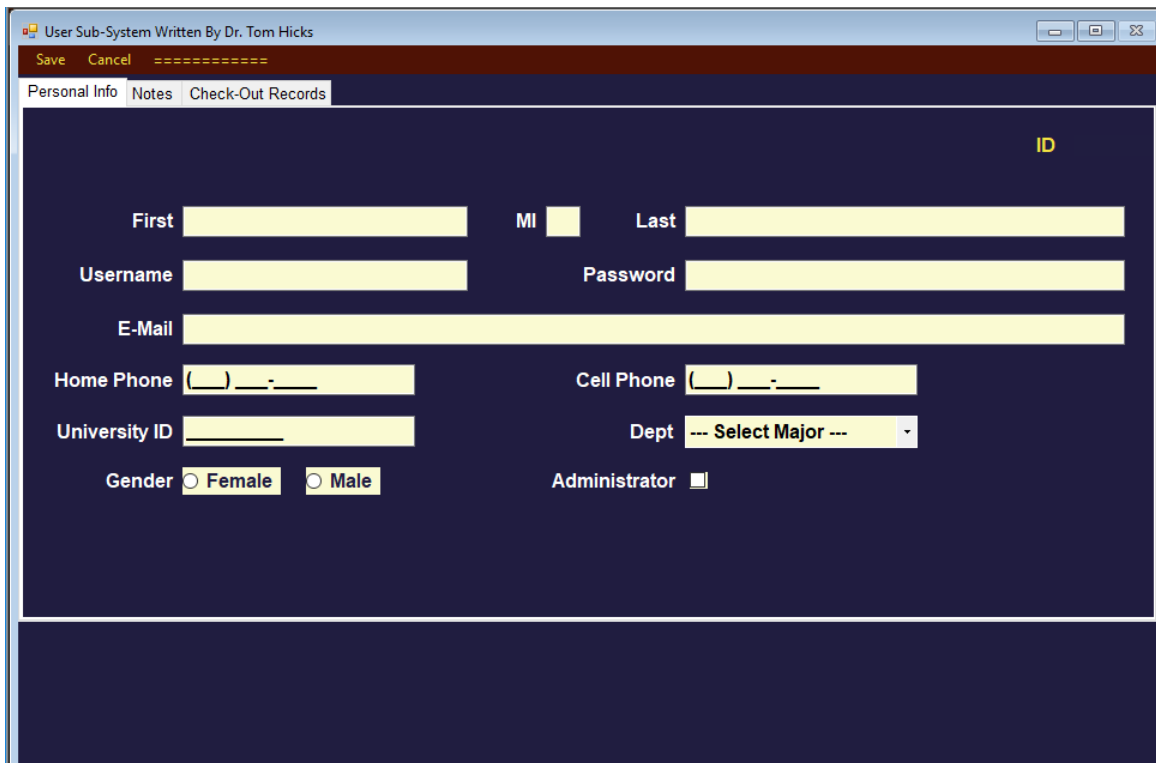 User Sub-System Written By Dr. Tom Hicks
Save Cancel ============
Personal Info Notes Check-Out Records
ID
First MI Last
Username Password
E-Mail
Home Phone (___) ___-____ Cell Phone (___) ___-____
University ID _________ Dept --- Select Major ---
Gender Female Male Administrator